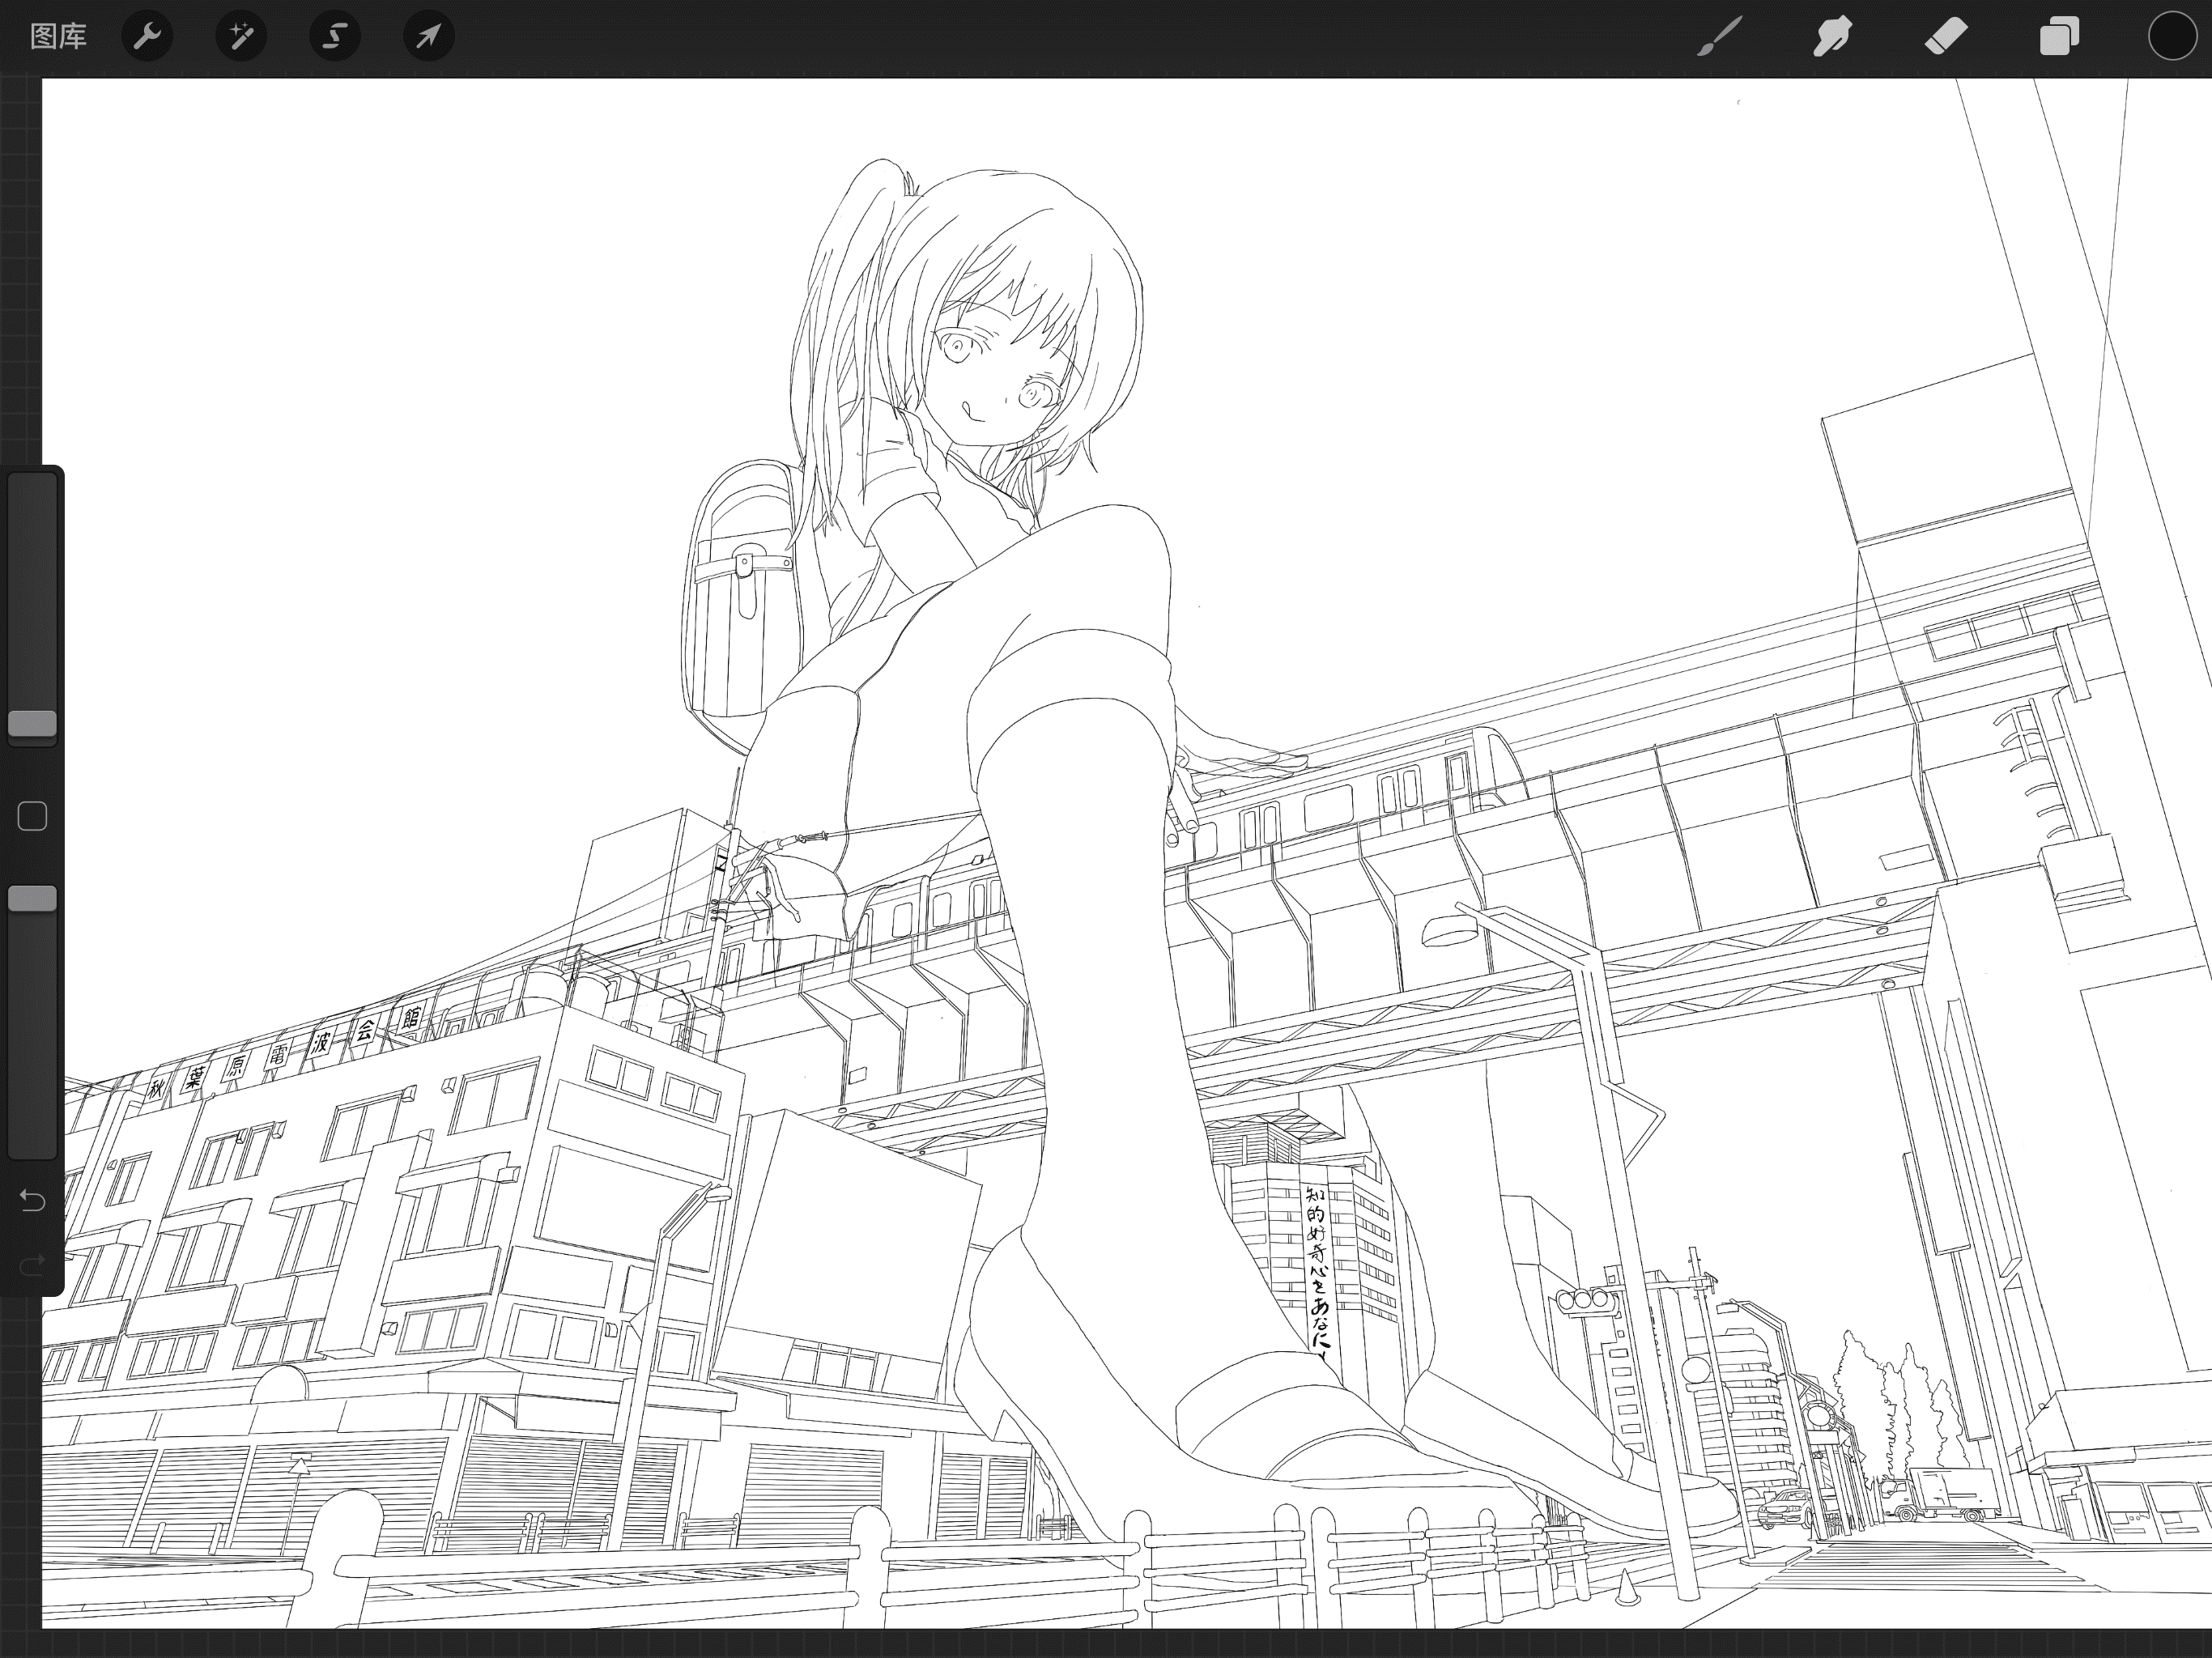 图库
秋葉原電波会館
知的好奇心をあなに